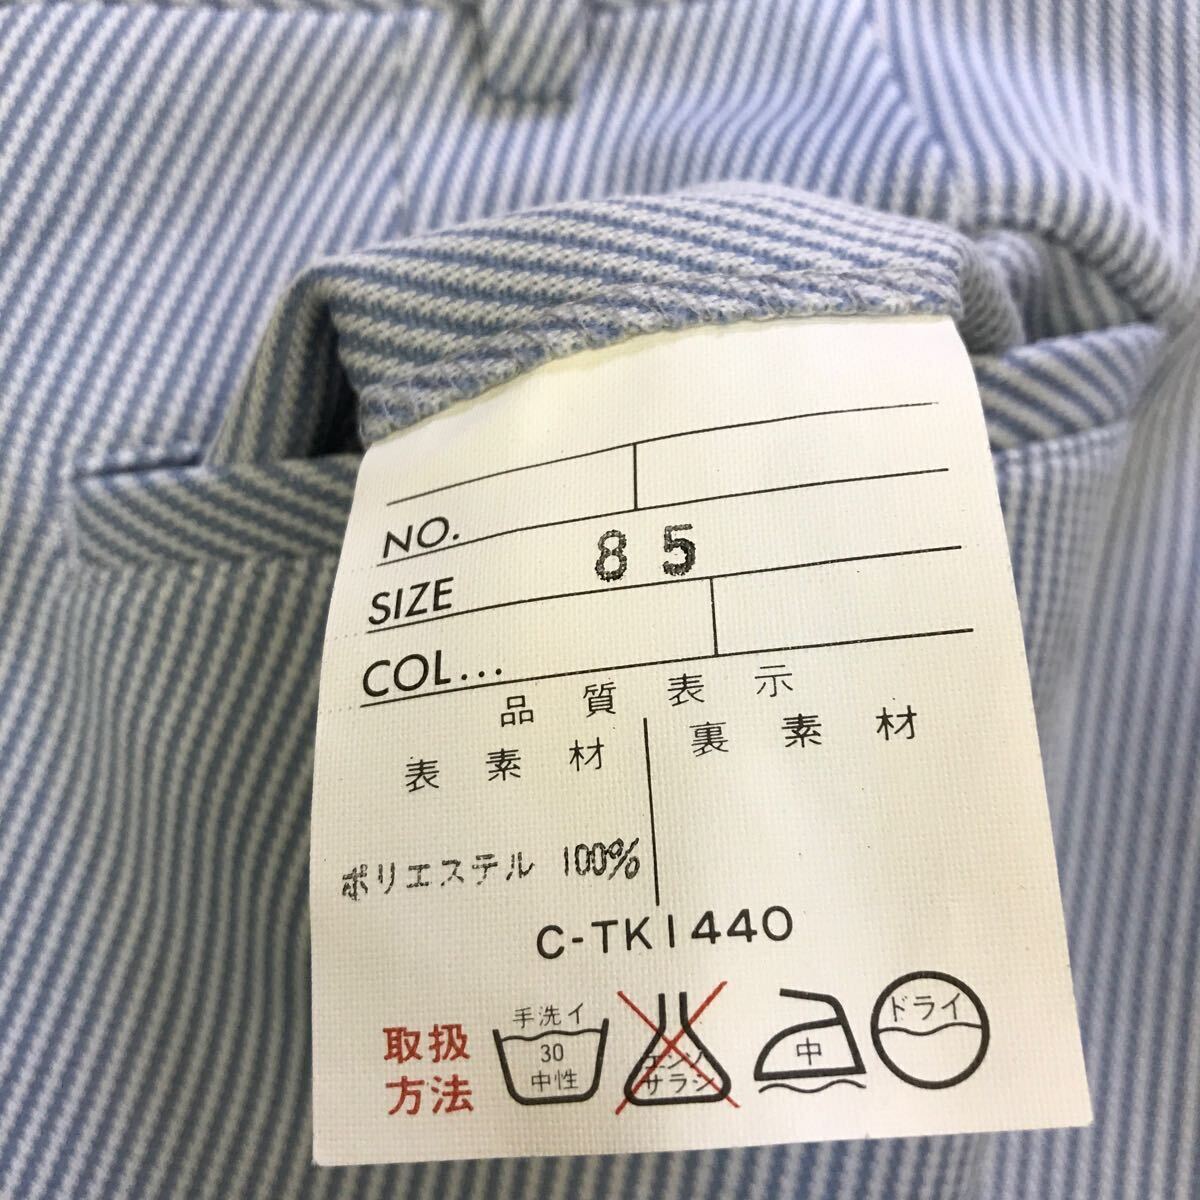 NO.
SIZE 85
COL...
品質表示
表素材 裏素材
ポリエステル 100%
C-TK1440
取扱
方法
手洗イ
30
中性
エンソ
サラシ
中
ドライ